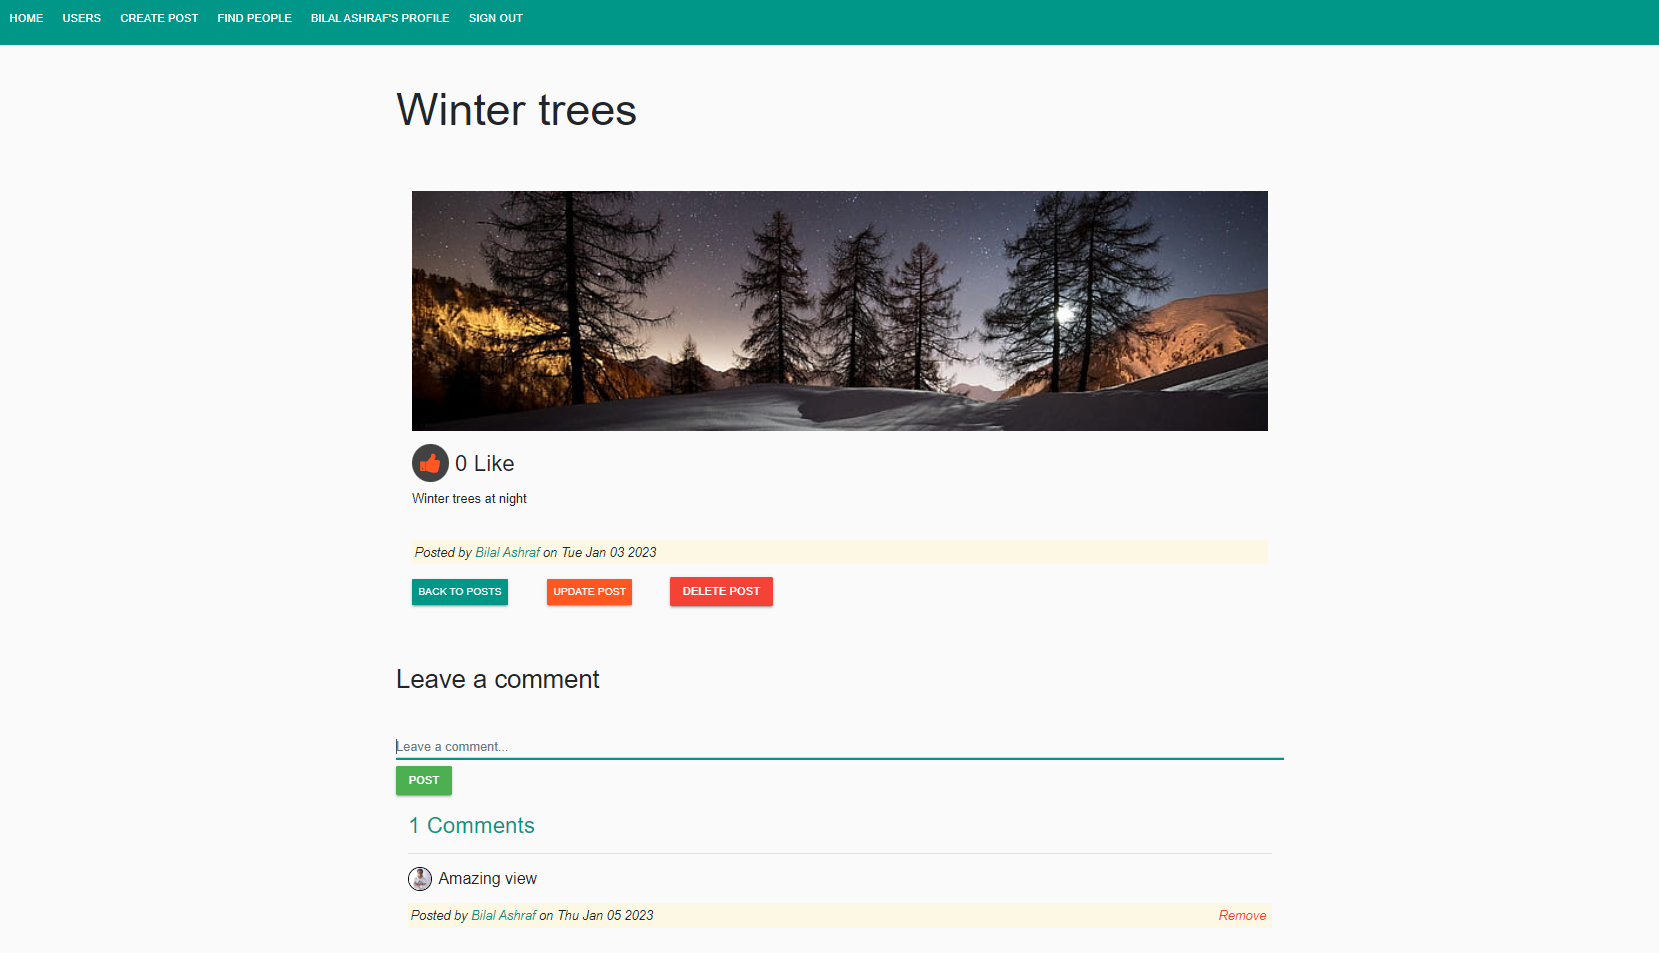 HOME USERS CREATE POST FIND PEOPLE BILAL ASHRAF'S PROFILE SIGN OUT
Winter trees
0 Like
Winter trees at night
Posted by Bilal Ashraf on Tue Jan 03 2023
BACK TO POSTS UPDATE POST DELETE POST
Leave a comment
Leave a comment...
POST
1 Comments
Amazing view
Posted by Bilal Ashraf on Thu Jan 05 2023 Remove